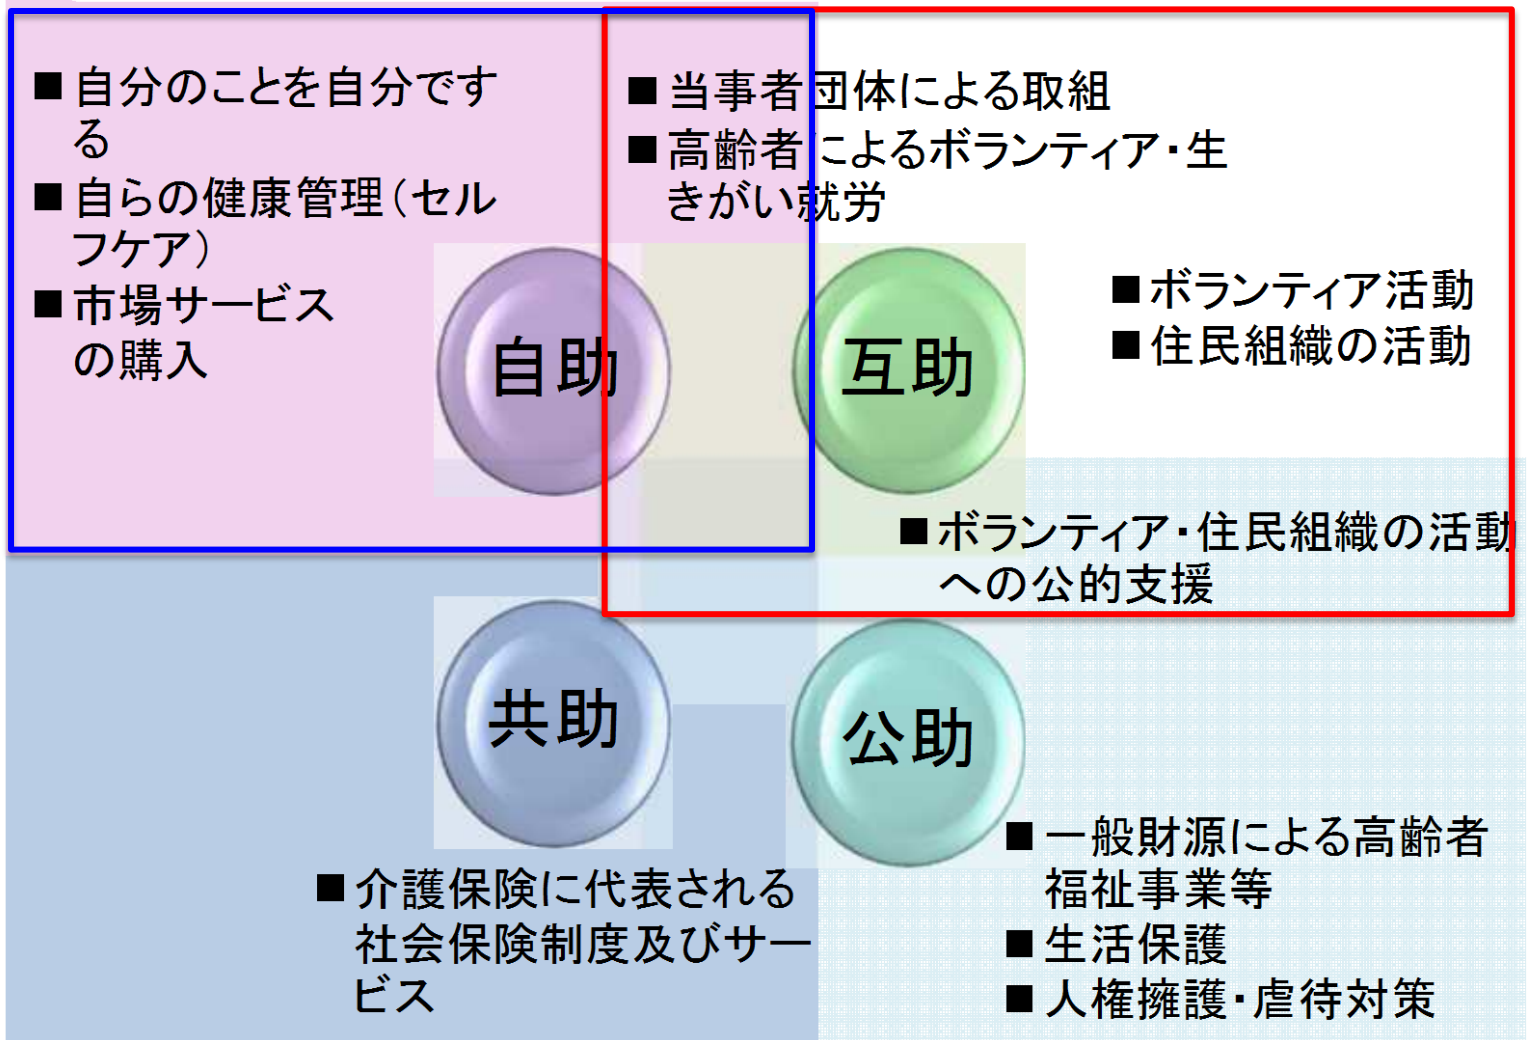 ■自分のことを自分です
る
■自らの健康管理(セル
フケア)
■市場サービス
の購入
■当事者団体による取組
■高齢者によるボランティア・生
きがい就労
■ボランティア活動
■住民組織の活動
自助
互助
■ボランティア・住民組織の活動
への公的支援
共助
公助
■介護保険に代表される
社会保険制度及びサー
ビス
■一般財源による高齢者
福祉事業等
■生活保護
■人権擁護・虐待対策